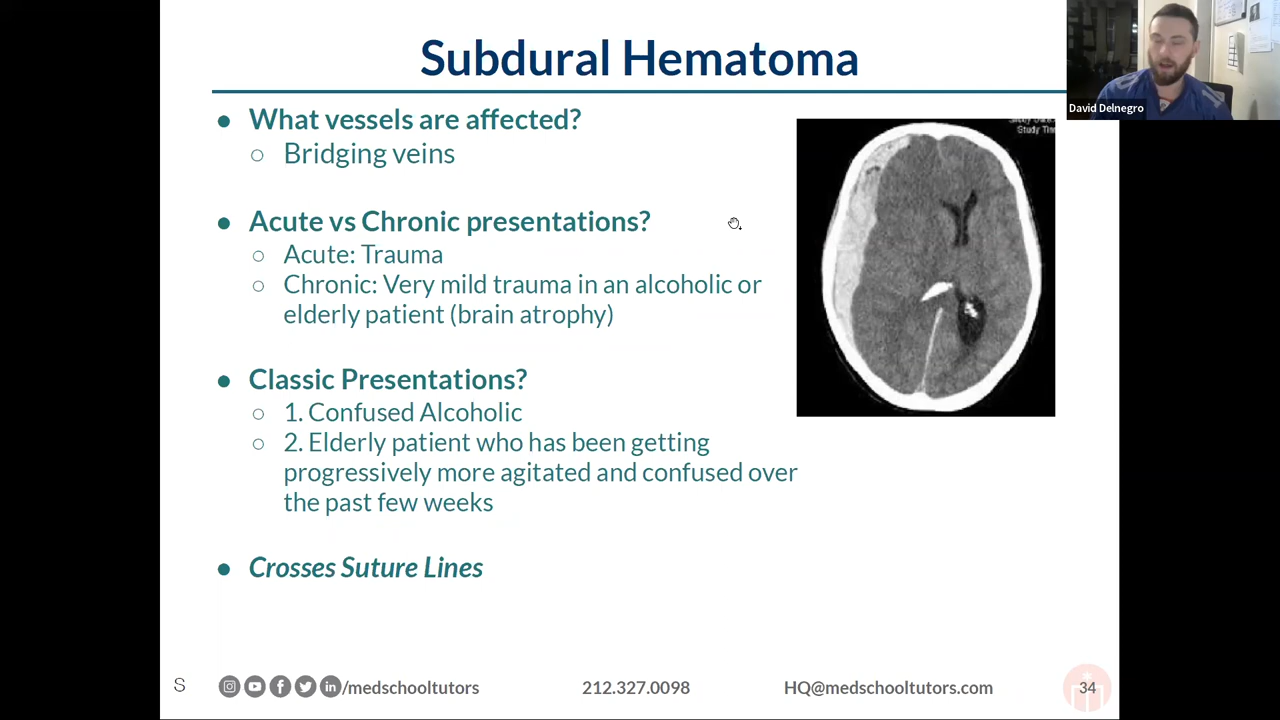 Subdural Hematoma
David Delnegro
● What vessels are affected?
○ Bridging veins
Study Tim
● Acute vs Chronic presentations?
○ Acute: Trauma
○ Chronic: Very mild trauma in an alcoholic or
elderly patient (brain atrophy)
● Classic Presentations?
○ 1. Confused Alcoholic
○ 2. Elderly patient who has been getting
progressively more agitated and confused over
the past few weeks
● Crosses Suture Lines
S
/medschooltutors
212.327.0098
HQ@medschooltutors.com
34